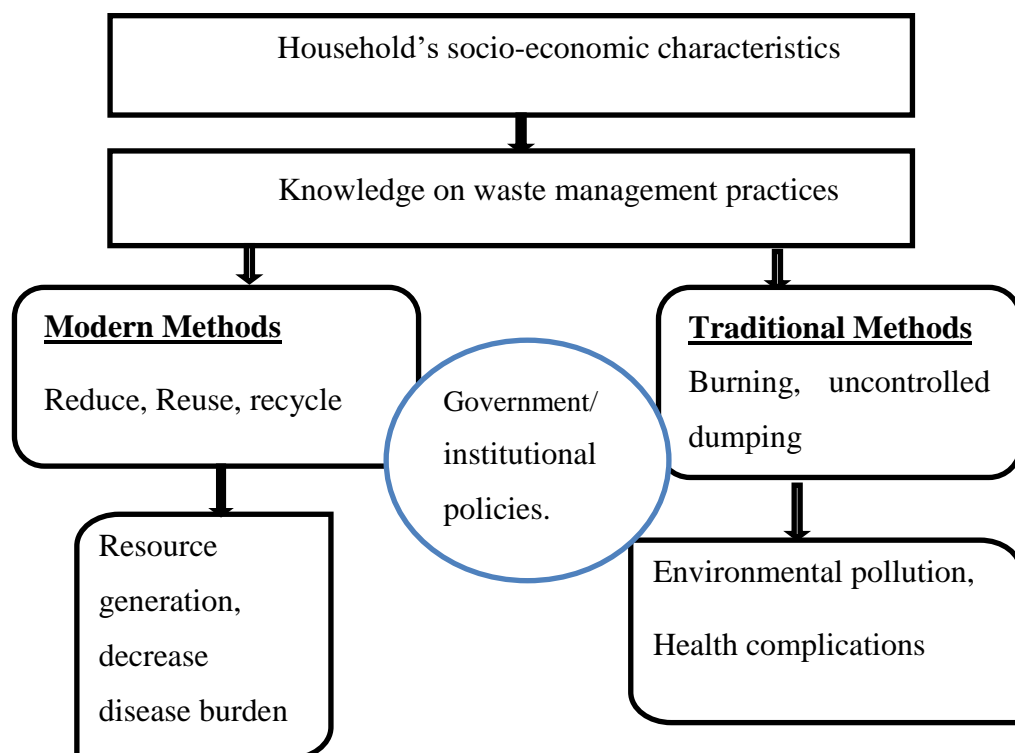 Household’s socio-economic characteristics
Knowledge on waste management practices
Modern Methods
Reduce, Reuse, recycle
Traditional Methods
Burning, uncontrolled
dumping
Government/
institutional
policies.
Resource
generation,
decrease
disease burden
Environmental pollution,
Health complications